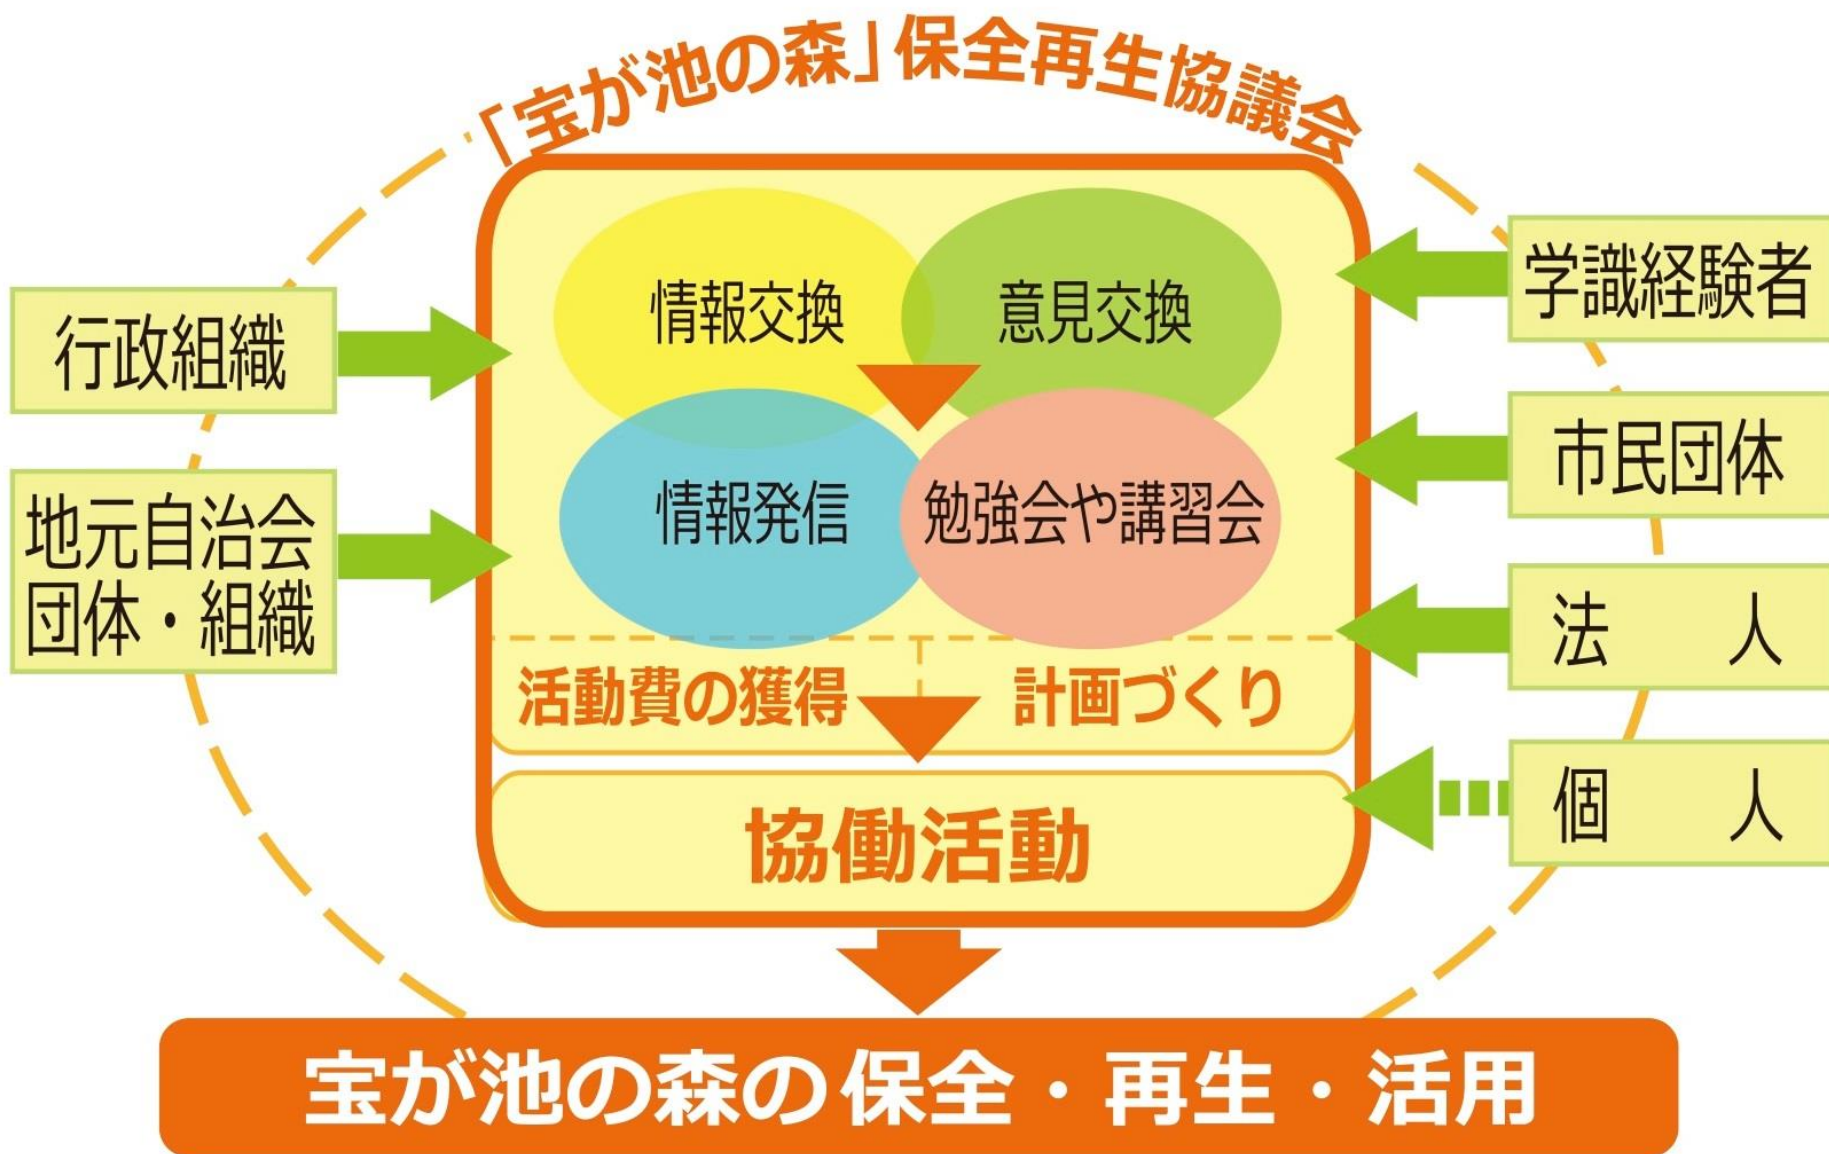 「宝が池の森」保全再生協議会
行政組織
地元自治会
団体・組織
情報交換
意見交換
情報発信
勉強会や講習会
活動費の獲得
計画づくり
協働活動
学識経験者
市民団体
法　人
個　人
宝が池の森の保全・再生・活用